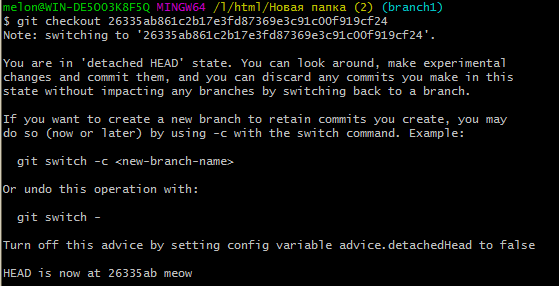 melon@WIN-DE5OO3K8F5Q MINGW64 /l/html/Новая папка (2) (branch1)
$ git checkout 26335ab861c2b17e3fd87369e3c91c00f919cf24
Note: switching to '26335ab861c2b17e3fd87369e3c91c00f919cf24'.
You are in 'detached HEAD' state. You can look around, make experimental
changes and commit them, and you can discard any commits you make in this
state without impacting any branches by switching back to a branch.
If you want to create a new branch to retain commits you create, you may
do so (now or later) by using -c with the switch command. Example:
git switch -c <new-branch-name>
Or undo this operation with:
git switch -
Turn off this advice by setting config variable advice.detachedHead to false
HEAD is now at 26335ab meow